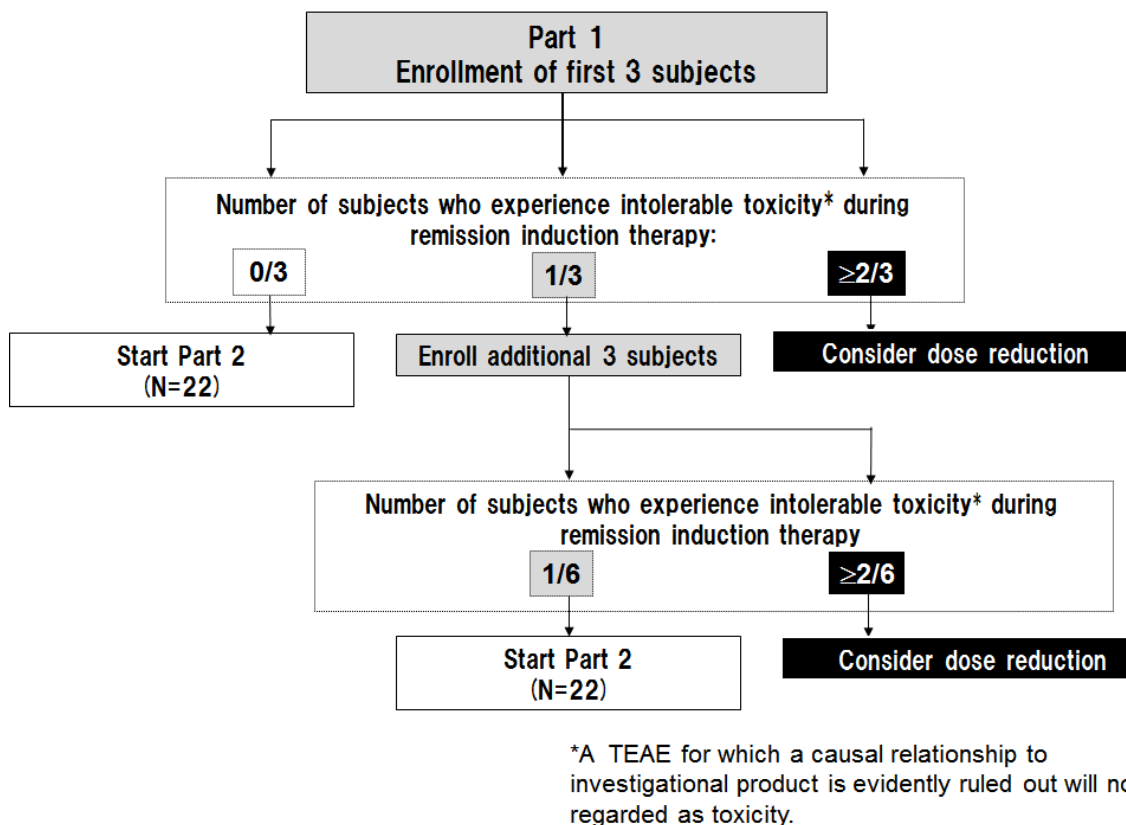 Part 1
Enrollment of first 3 subjects
Number of subjects who experience intolerable toxicity* during
remission induction therapy:
0/3
1/3
≥2/3
Start Part 2
(N=22)
Enroll additional 3 subjects
Consider dose reduction
Number of subjects who experience intolerable toxicity* during
remission induction therapy
1/6
≥2/6
Start Part 2
(N=22)
Consider dose reduction
*A TEAE for which a causal relationship to
investigational product is evidently ruled out will
regarded as toxicity.